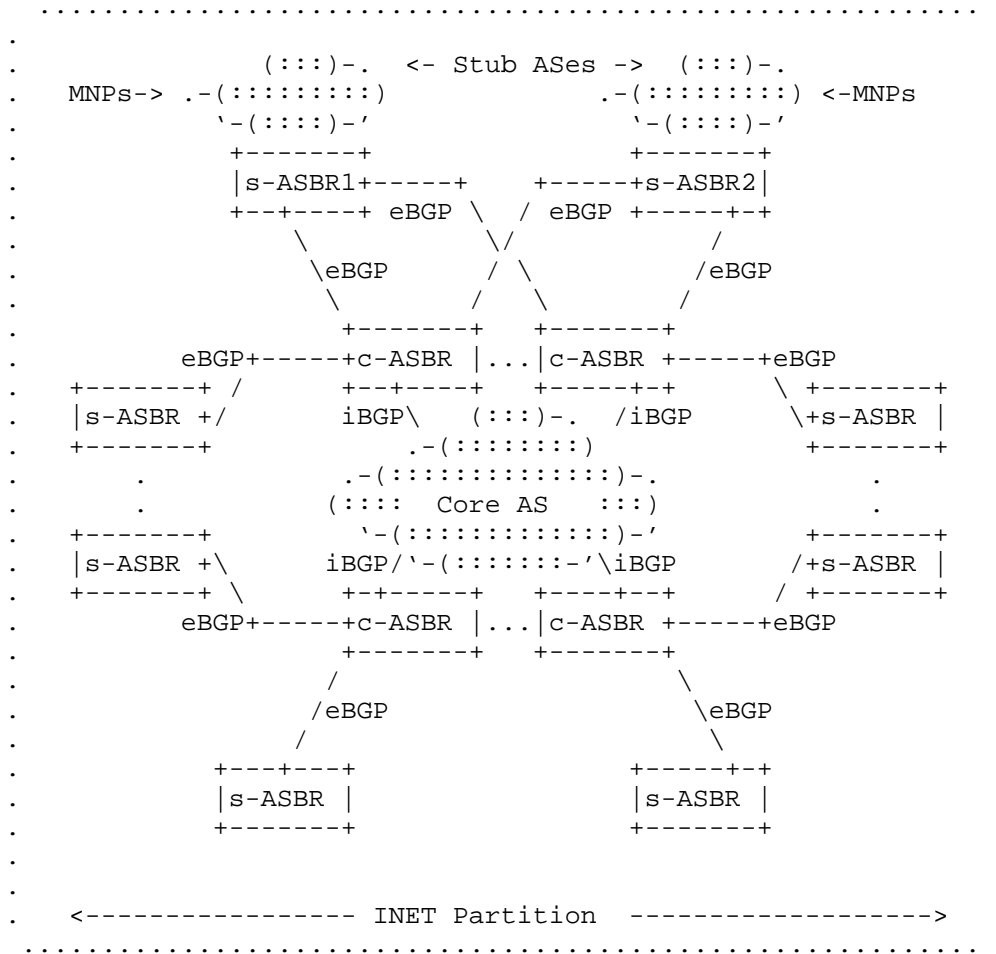 <- Stub ASes ->
MNPs-> <-MNPs
s-ASBR1 s-ASBR2
eBGP eBGP
eBGP eBGP
eBGP c-ASBR ... c-ASBR eBGP
s-ASBR iBGP iBGP s-ASBR
Core AS
s-ASBR iBGP iBGP s-ASBR
eBGP c-ASBR ... c-ASBR eBGP
eBGP eBGP
s-ASBR s-ASBR
<----------------- INET Partition ------------------->